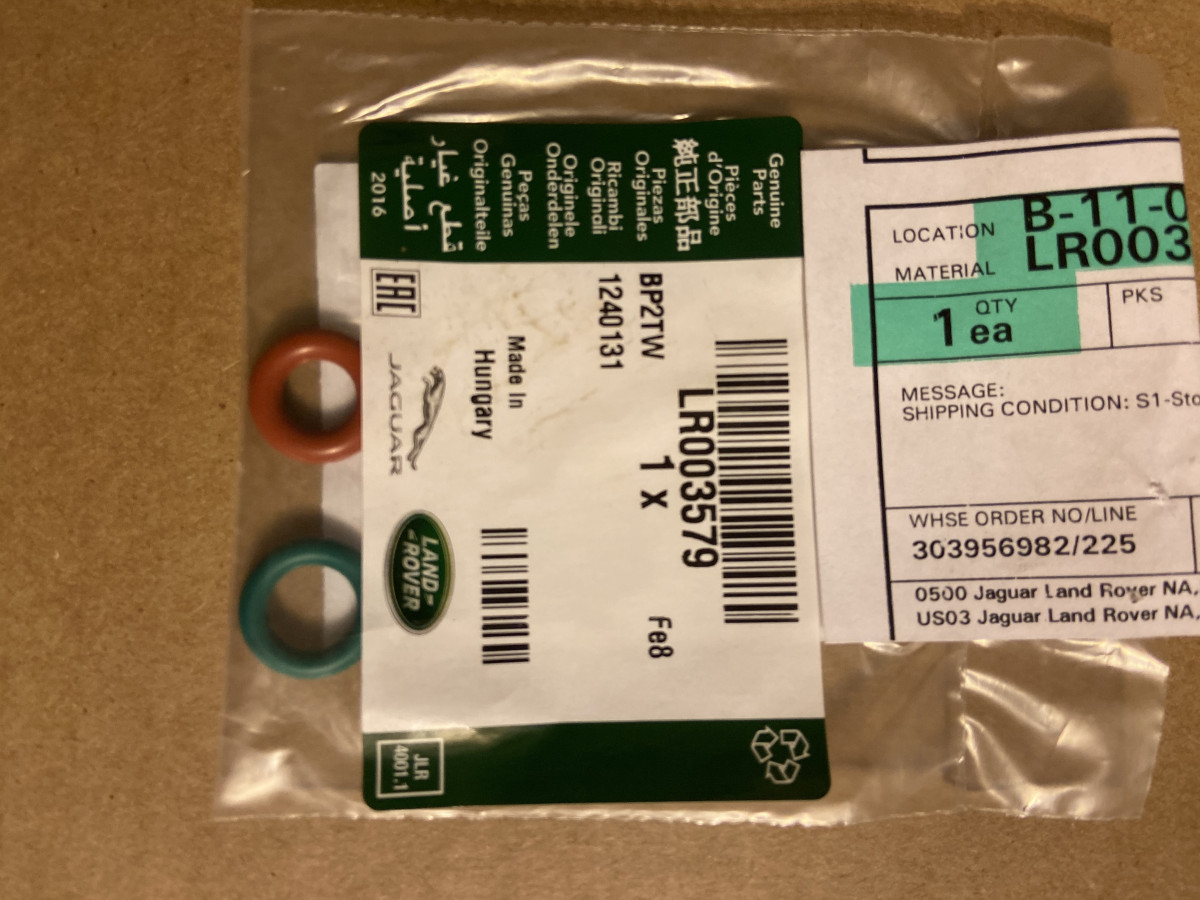 Genuine
Parts
Pièces
d'Origine
純正部品
Piezas
Originales
Ricambi
Originali
Originele
Onderdelen
Peças
Genuinas
Originalteile
قطع غيار
أصلية
2016
EAC
BP2TW
1240131
LR003579
1 X
Fe8
Made In
Hungary
JAGUAR
LAND-
-ROVER
JLR
4001.1
LOCATION B-11-0
MATERIAL LR003
QTY
1 ea
PKS
MESSAGE:
SHIPPING CONDITION: S1-Sto
WHSE ORDER NO/LINE
303956982/225
0500 Jaguar Land Rover NA,
US03 Jaguar Land Rover NA,